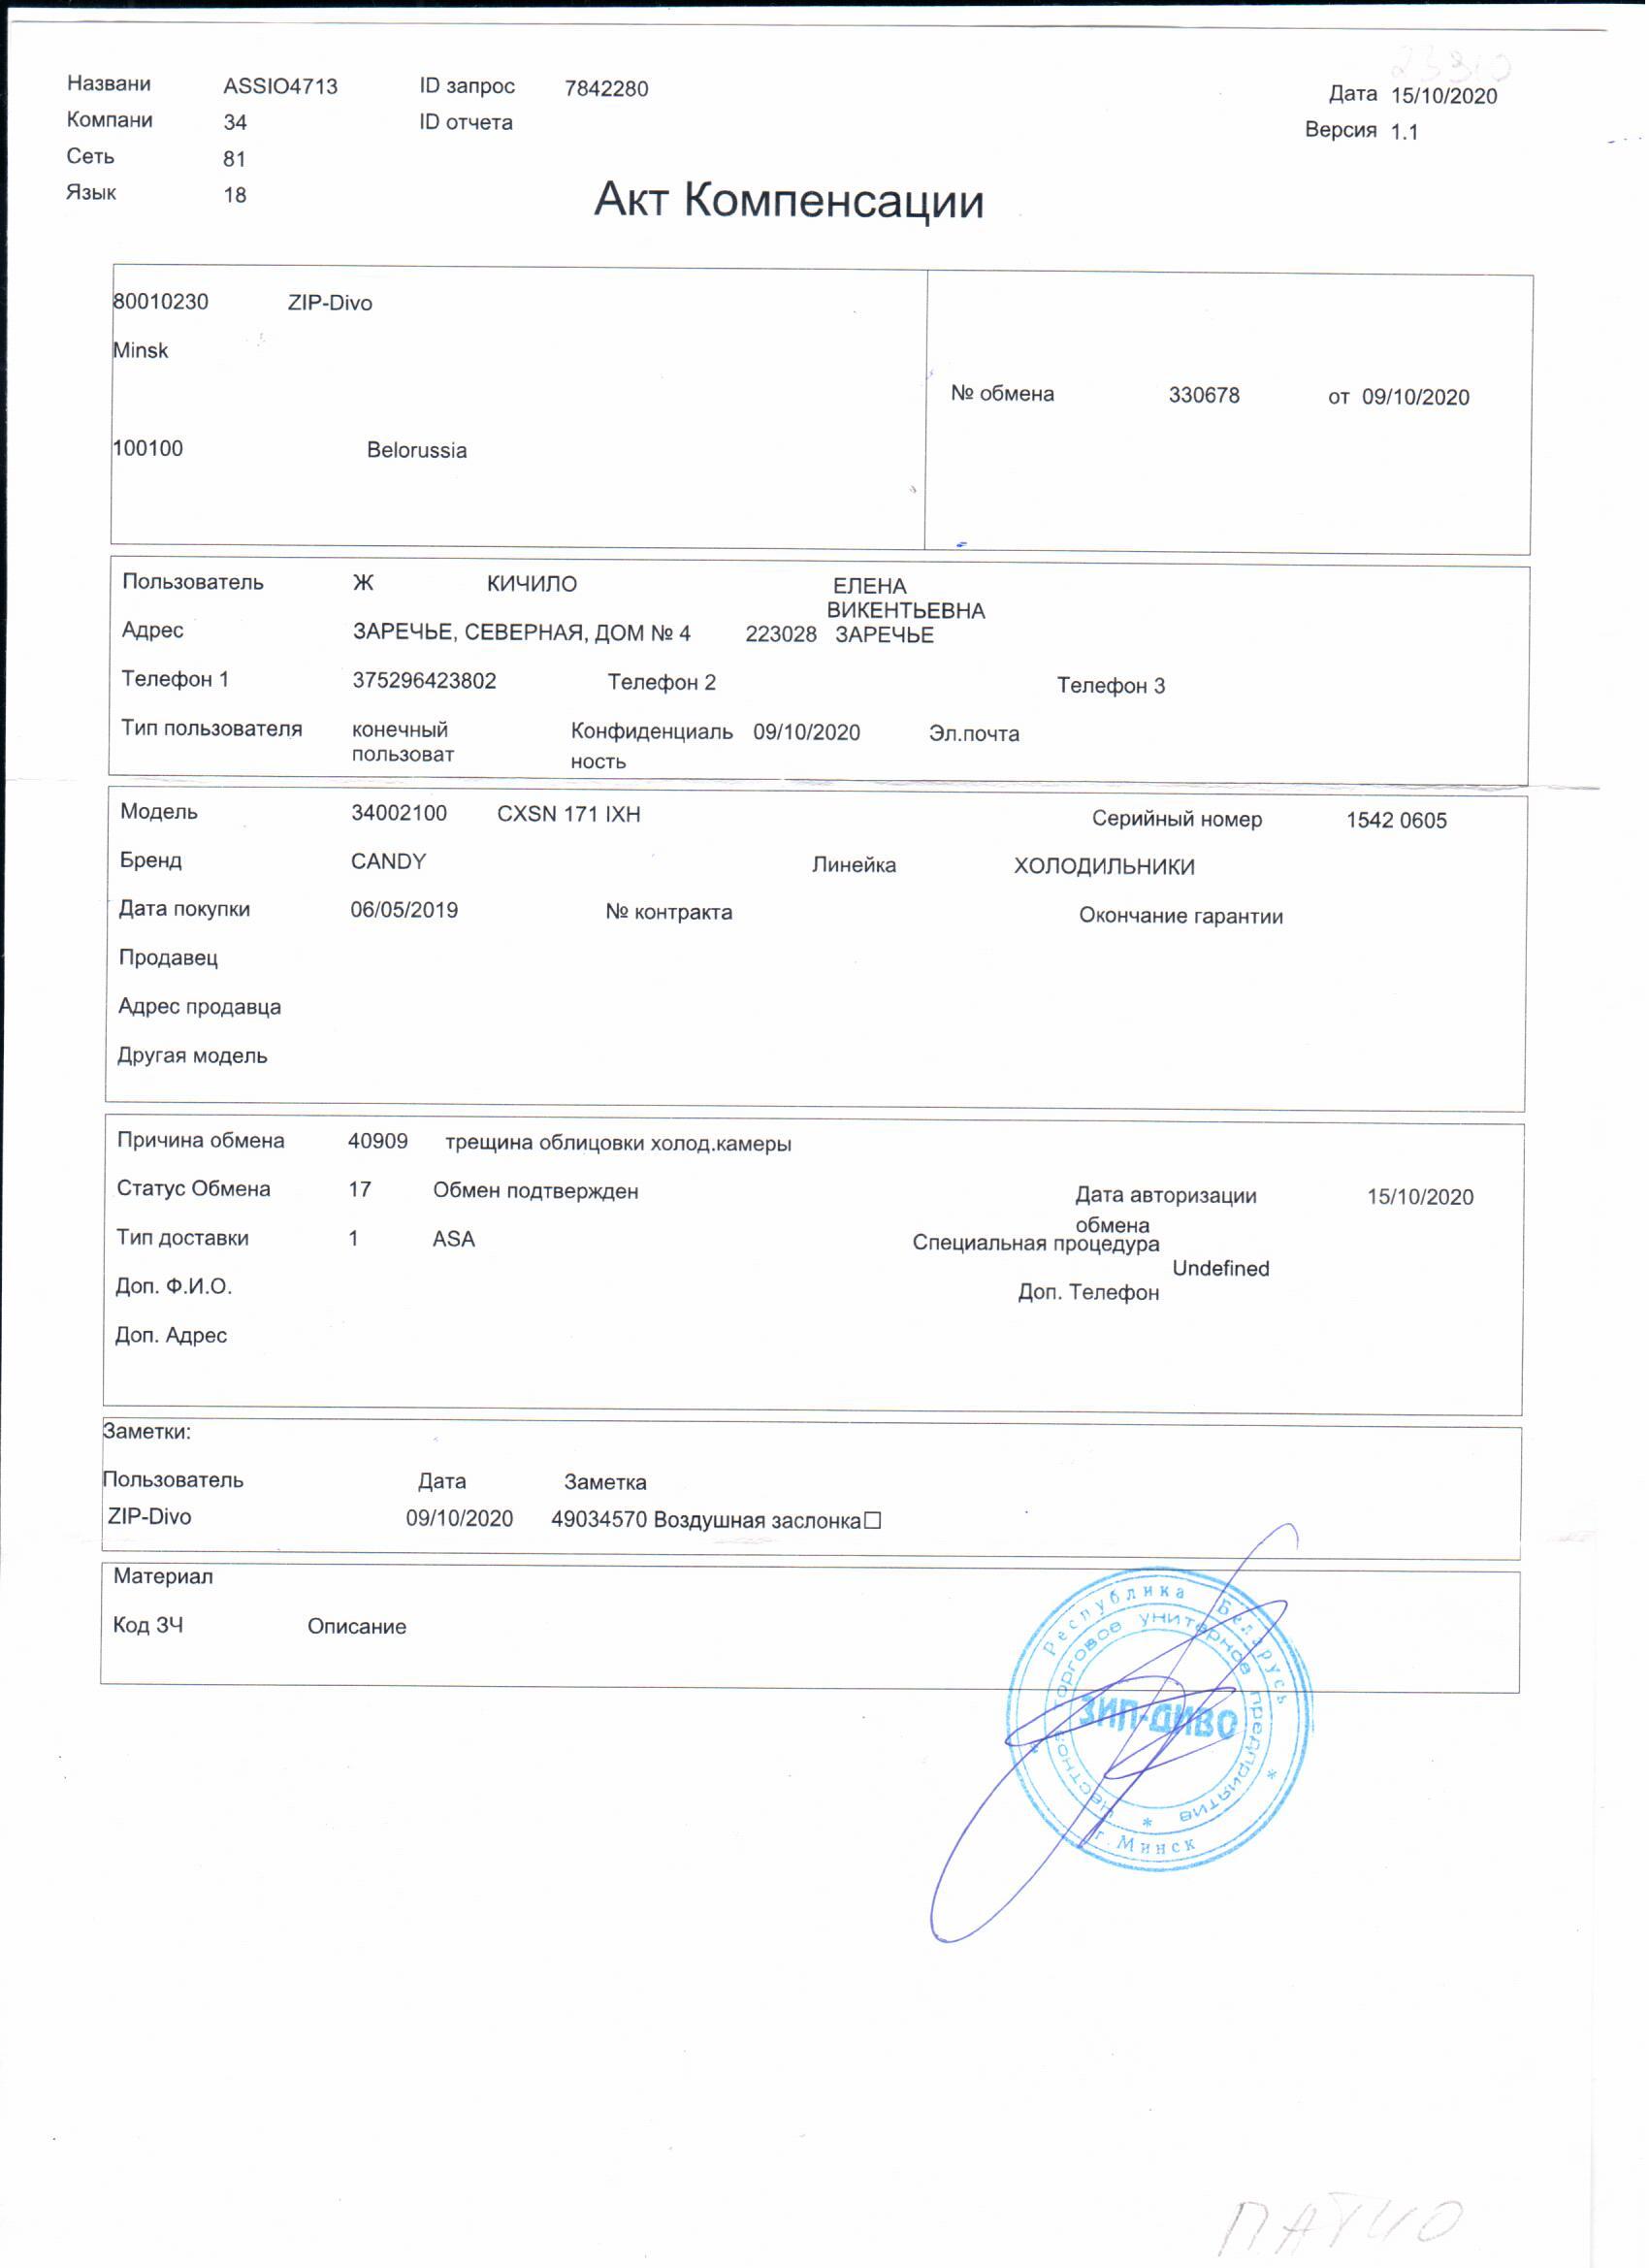 Названи ASSIO4713 ID запрос 7842280 Дата 15/10/2020
Компани 34 ID отчета Версия 1.1
Сеть 81
Язык 18
Акт Компенсации
80010230 ZIP-Divo
Minsk
№ обмена 330678 от 09/10/2020
100100 Belorussia
Пользователь Ж КИЧИЛО ЕЛЕНА
ВИКЕНТЬЕВНА
Адрес ЗАРЕЧЬЕ, СЕВЕРНАЯ, ДОМ № 4 223028 ЗАРЕЧЬЕ
Телефон 1 375296423802 Телефон 2 Телефон 3
Тип пользователя конечный Конфиденциаль 09/10/2020 Эл.почта
пользоват ность
Модель 34002100 CXSN 171 IXH Серийный номер 1542 0605
Бренд CANDY Линейка ХОЛОДИЛЬНИКИ
Дата покупки 06/05/2019 № контракта Окончание гарантии
Продавец
Адрес продавца
Другая модель
Причина обмена 40909 трещина облицовки холод.камеры
Статус Обмена 17 Обмен подтвержден Дата авторизации 15/10/2020
обмена
Тип доставки 1 ASA Специальная процедура
Undefined
Доп. Ф.И.О. Доп. Телефон
Доп. Адрес
Заметки:
Пользователь Дата Заметка
ZIP-Divo 09/10/2020 49034570 Воздушная заслонка□
Материал
Код ЗЧ Описание
Республика Беларусь
Частное торговое унитарное предприятие
ЗИП-ДИВО
г. Минск
ПАТИО